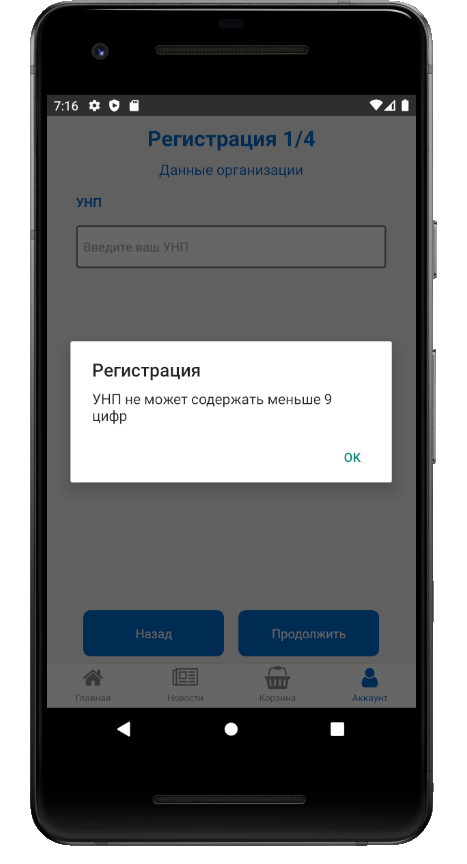 7:16
Регистрация 1/4
Данные организации
УНП
Введите ваш УНП
Регистрация
УНП не может содержать меньше 9
цифр
ОК
Назад
Продолжить
Главная
Новости
Корзина
Аккаунт